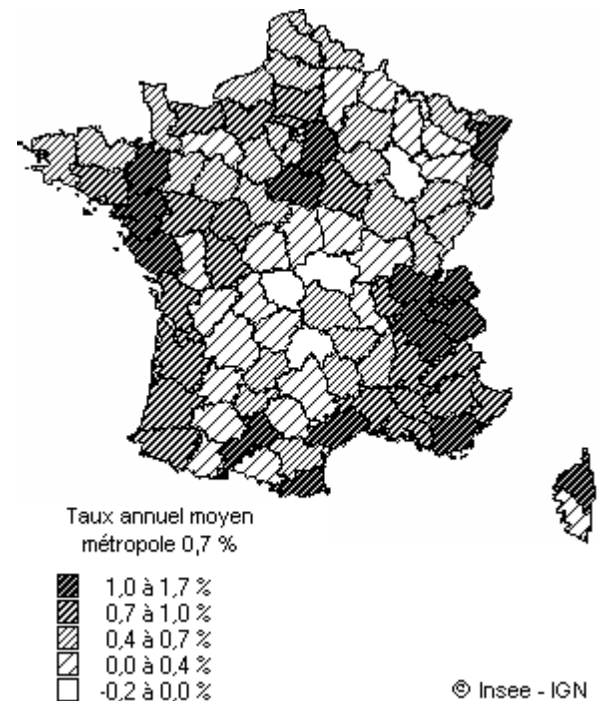 Taux annuel moyen
métropole 0,7 %
1,0 à 1,7 %
0,7 à 1,0 %
0,4 à 0,7 %
0,0 à 0,4 %
-0,2 à 0,0 %
© Insee - IGN